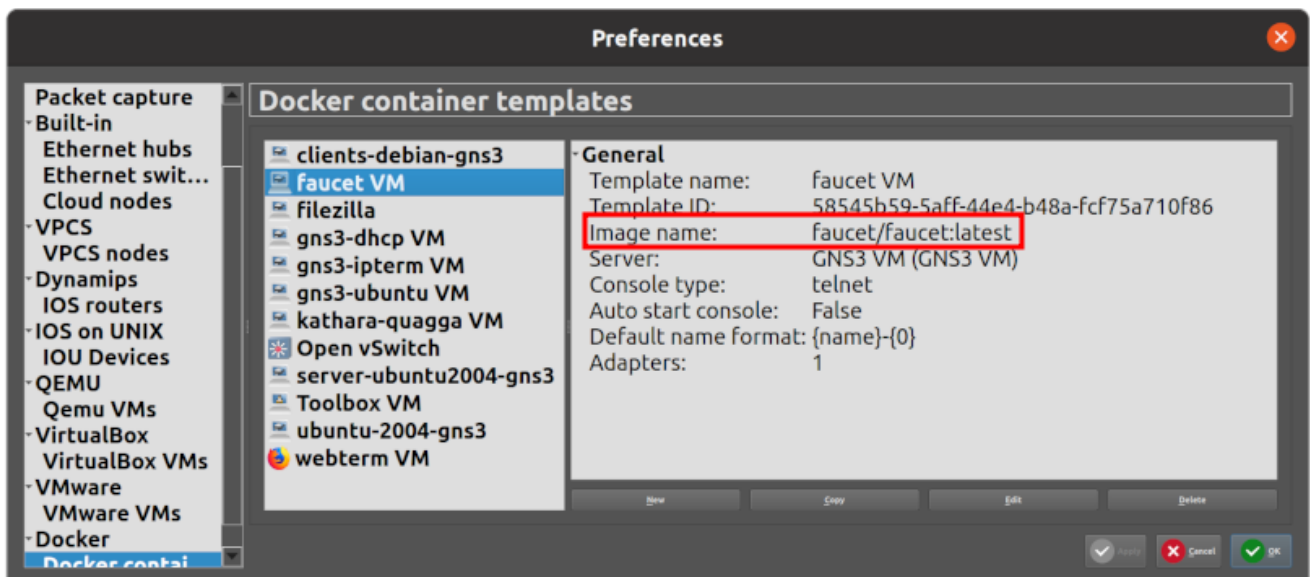 Preferences
Packet capture
Built-in
Ethernet hubs
Ethernet swit...
Cloud nodes
VPCS
VPCS nodes
Dynamips
IOS routers
IOS on UNIX
IOU Devices
QEMU
Qemu VMs
VirtualBox
VirtualBox VMs
VMware
VMware VMs
Docker
Docker contai
Docker container templates
clients-debian-gns3
faucet VM
filezilla
gns3-dhcp VM
gns3-ipterm VM
gns3-ubuntu VM
kathara-quagga VM
Open vSwitch
server-ubuntu2004-gns3
Toolbox VM
ubuntu-2004-gns3
webterm VM
General
Template name: faucet VM
Template ID: 58545b59-5aff-44e4-b48a-fcf75a710f86
Image name: faucet/faucet:latest
Server: GNS3 VM (GNS3 VM)
Console type: telnet
Auto start console: False
Default name format: {name}-{0}
Adapters: 1
New Copy Edit Delete
Apply Cancel OK